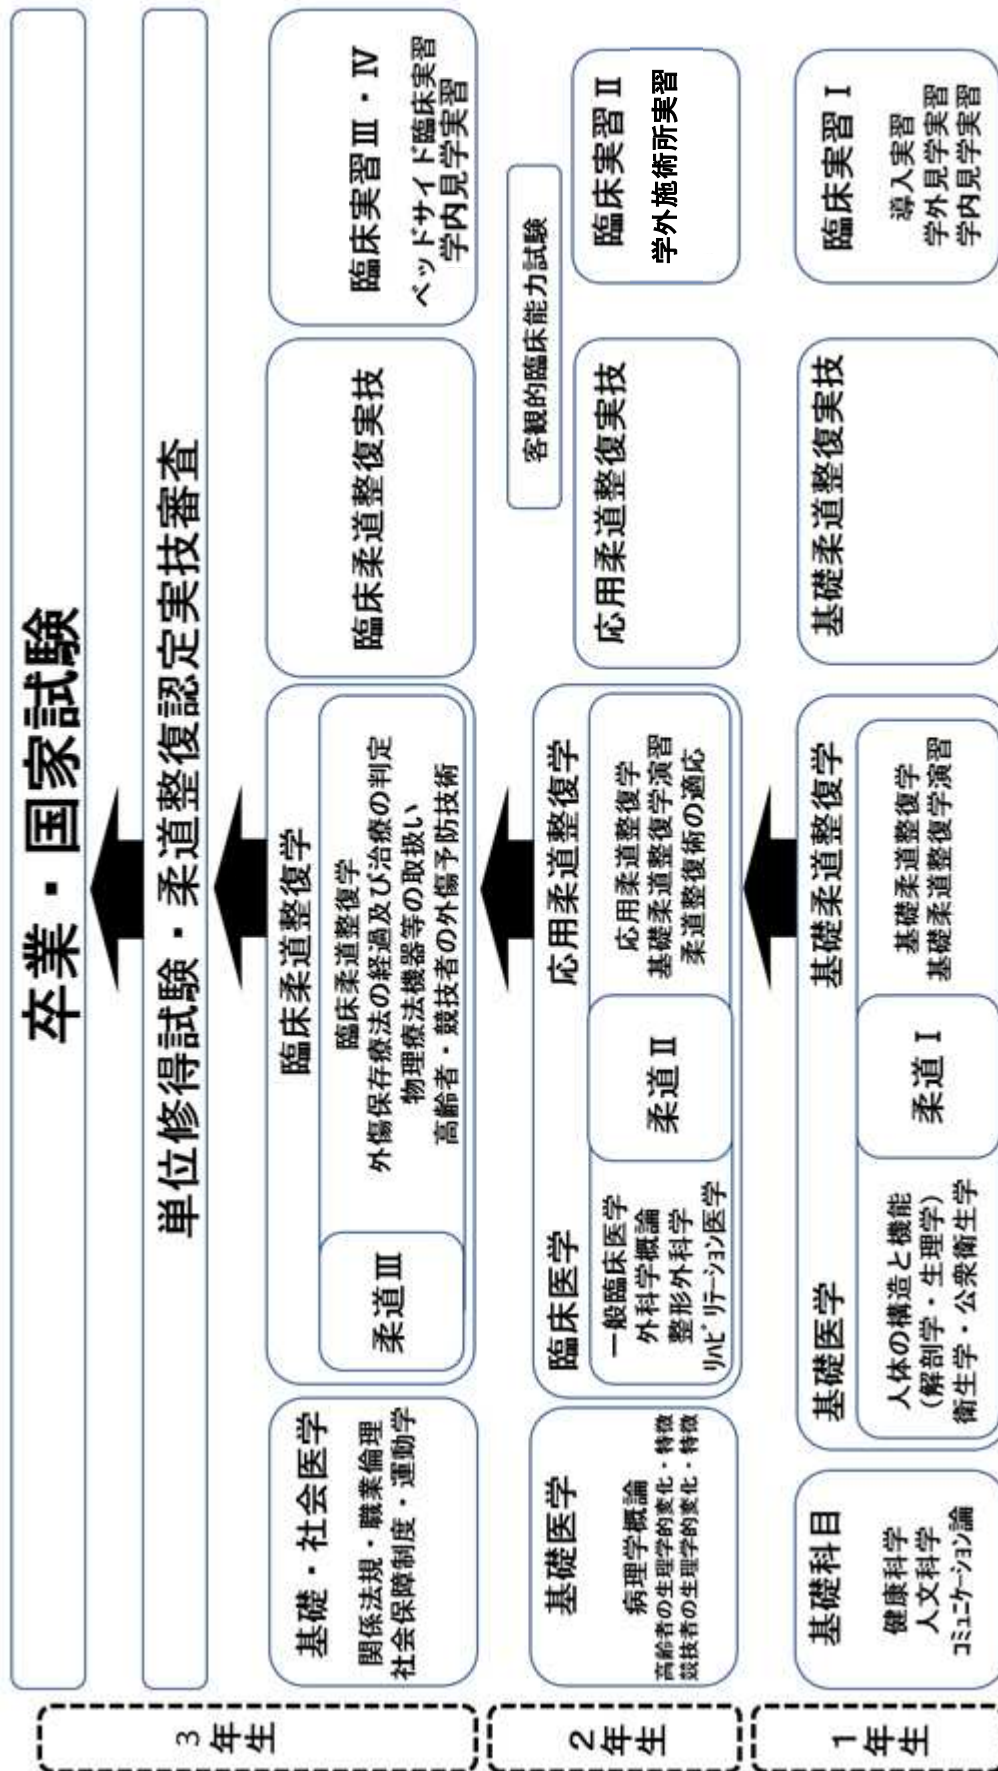 卒業・国家試験
単位修得試験・柔道整復認定実技審査
3年生
基礎・社会医学
関係法規・職業倫理
社会保障制度・運動学
臨床柔道整復学
柔道Ⅲ
臨床柔道整復学
外傷保存療法の経過及び治療の判定
物理療法機器等の取扱い
高齢者・競技者の外傷予防技術
臨床柔道整復実技
臨床実習Ⅲ・Ⅳ
ベッドサイド臨床実習
学内見学実習
客観的臨床能力試験
2年生
基礎医学
病理学概論
高齢者の生理学的変化・特徴
競技者の生理学的変化・特徴
臨床医学
一般臨床医学
外科学概論
整形外科学
リハビリテーション医学
柔道Ⅱ
応用柔道整復学
応用柔道整復学
基礎柔道整復学演習
柔道整復術の適応
応用柔道整復実技
臨床実習Ⅱ
学外施術所実習
1年生
基礎科目
健康科学
人文科学
コミュニケーション論
基礎医学
人体の構造と機能
(解剖学・生理学)
衛生学・公衆衛生学
柔道Ⅰ
基礎柔道整復学
基礎柔道整復学
基礎柔道整復学演習
基礎柔道整復実技
臨床実習Ⅰ
導入実習
学外見学実習
学内見学実習